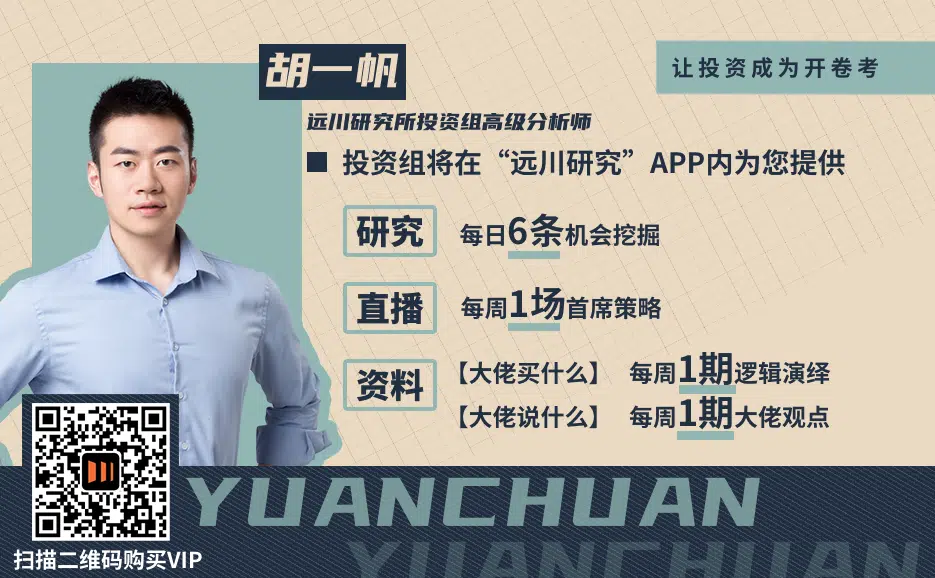 胡一帆
让投资成为开卷考
远川研究所投资组高级分析师
■ 投资组将在“远川研究”APP内为您提供
研究 每日6条机会挖掘
直播 每周1场首席策略
资料 【大佬买什么】 每周1期逻辑演绎
【大佬说什么】 每周1期大佬观点
YUANCHUAN
YUANCHUAN
扫描二维码购买VIP